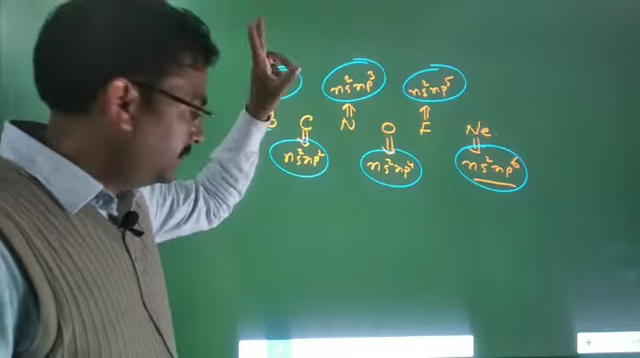 ns²np³ ns²np⁵
B C N O F Ne
ns²np² ns²np⁴ ns²np⁶